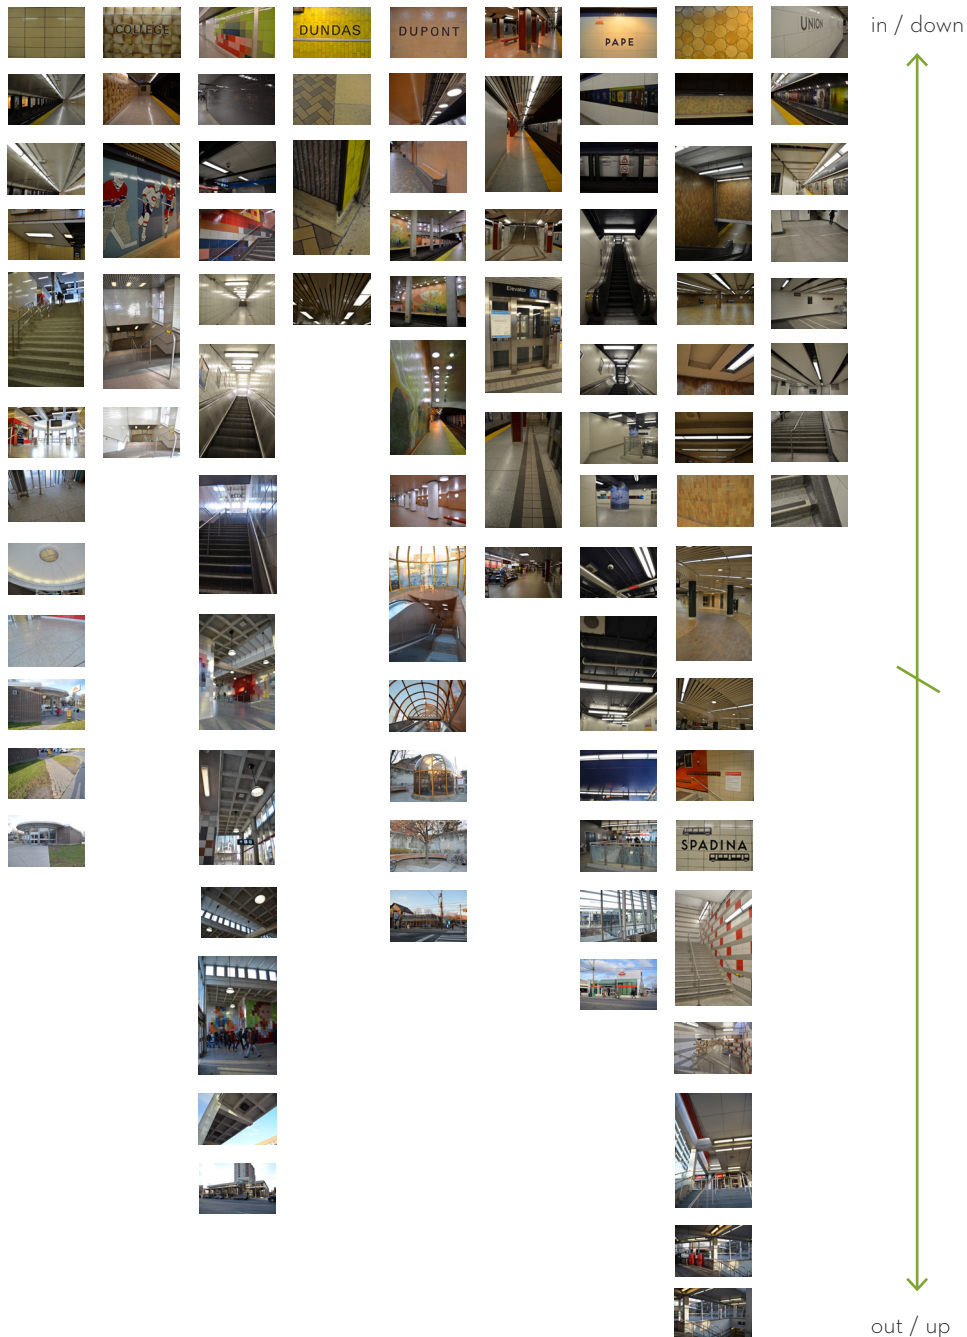 COLLEGE
DUNDAS
DUPONT
PAPE
UNION
in / down
Elevator
SPADINA
out / up